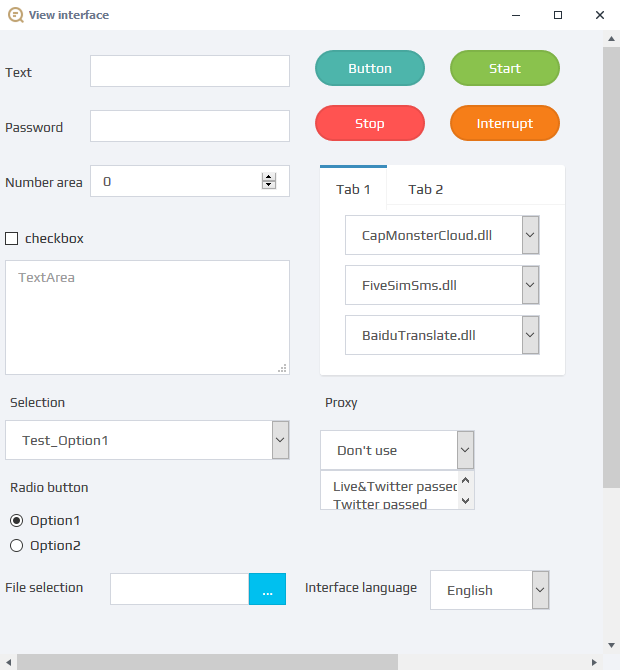 View interface
Text
Button
Start
Password
Stop
Interrupt
Number area
0
Tab 1
Tab 2
checkbox
CapMonsterCloud.dll
TextArea
FiveSimSms.dll
BaiduTranslate.dll
Selection
Proxy
Test_Option1
Don't use
Live&Twitter passed
Twitter passed
Radio button
Option1
Option2
File selection
...
Interface language
English